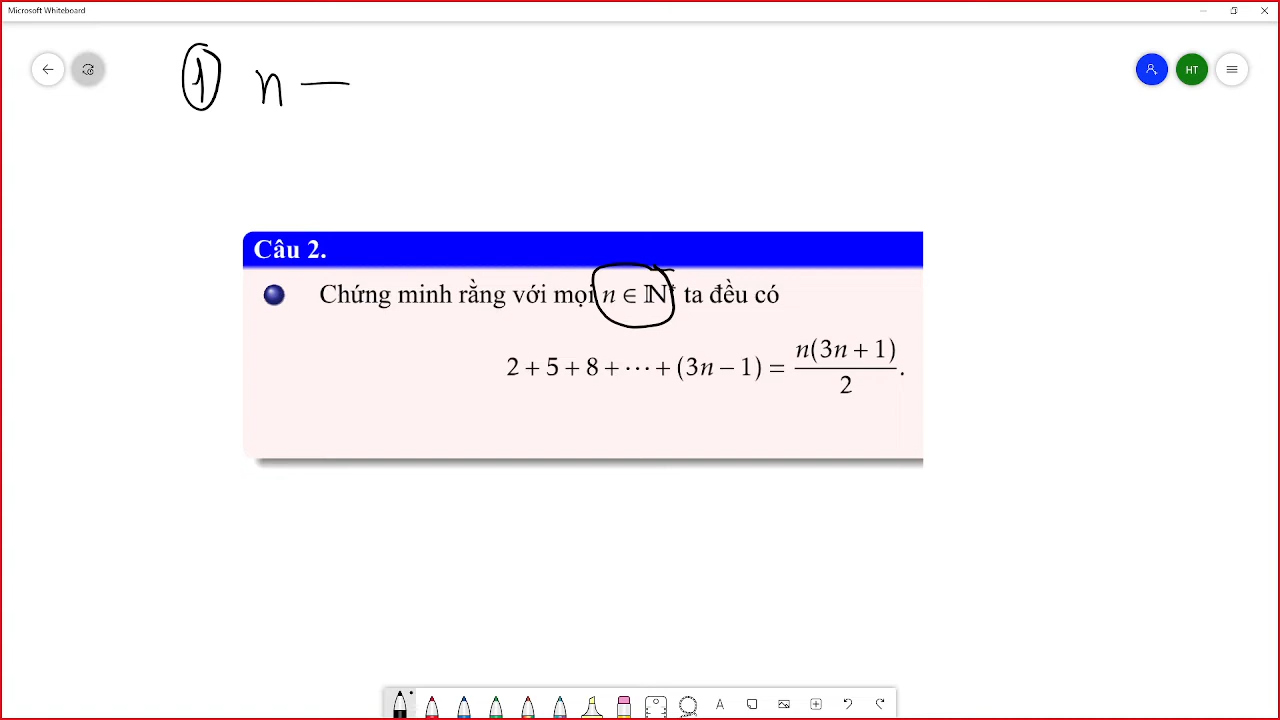 Microsoft Whiteboard
① n —
HT
Câu 2.
Chứng minh rằng với mọi n ∈ ℕ* ta đều có
2 + 5 + 8 + ⋯ + (3n − 1) = n(3n + 1)/2.
A